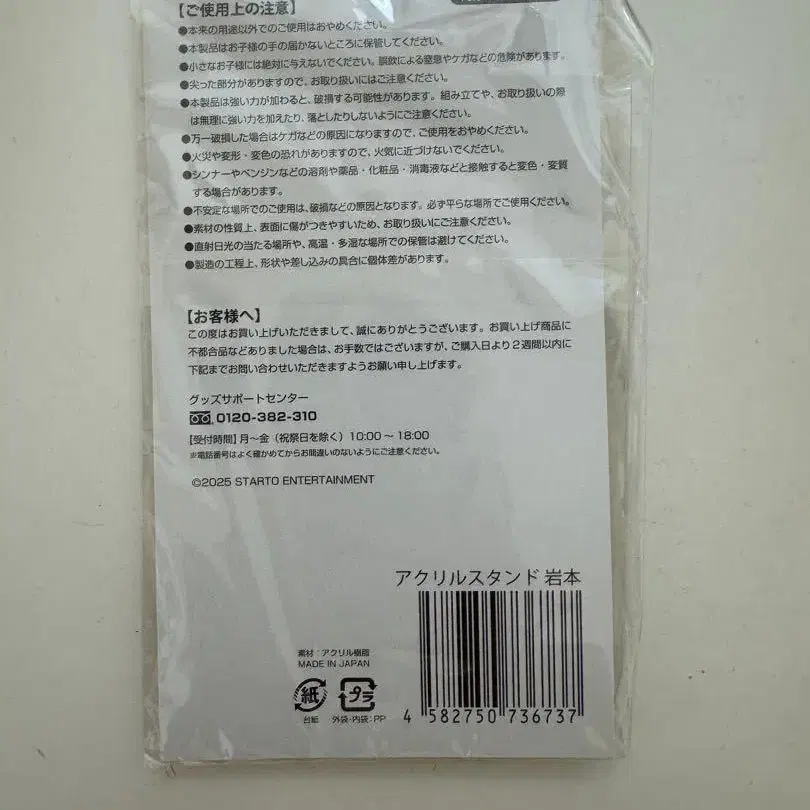 【ご使用上の注意】
●本来の用途以外でのご使用はおやめください。
●本製品はお子様の手の届かないところに保管してください。
●小さなお子様には絶対に与えないでください。誤飲による窒息やケガなどの危険があります。
●尖った部分がありますので、お取り扱いにはご注意ください。
●本製品は強い力が加わると、破損する可能性があります。組み立てや、お取り扱いの際
は無理に強い力を加えたり、落としたりしないようにご注意ください。
●万一破損した場合はケガなどの原因になりますので、ご使用をおやめください。
●火災や変形・変色の恐れがありますので、火気に近づけないでください。
●シンナーやベンジンなどの溶剤や薬品・化粧品・消毒液などと接触すると変色・変質
する場合があります。
●不安定な場所でのご使用は、破損などの原因となります。必ず平らな場所でご使用ください。
●素材の性質上、表面に傷がつきやすいため、お取り扱いにご注意ください。
●直射日光の当たる場所や、高温・多湿な場所での保管は避けてください。
●製造の工程上、形状や差し込みの具合に個体差があります。
【お客様へ】
この度はお買い上げいただきまして、誠にありがとうございます。お買い上げ商品に
不都合品などありました場合は、お手数ではございますが、ご購入日より2週間以内に
下記までお問い合わせいただきますようお願い申し上げます。
グッズサポートセンター
0120-382-310
【受付時間】月～金（祝祭日を除く）10:00～18:00
※電話番号はよく確かめてからお間違いのないようにご注意ください。
©2025 STARTO ENTERTAINMENT
アクリルスタンド 岩本
素材：アクリル樹脂
MADE IN JAPAN
紙 プラ
台紙 外袋・内袋：PP
4 582750 736737